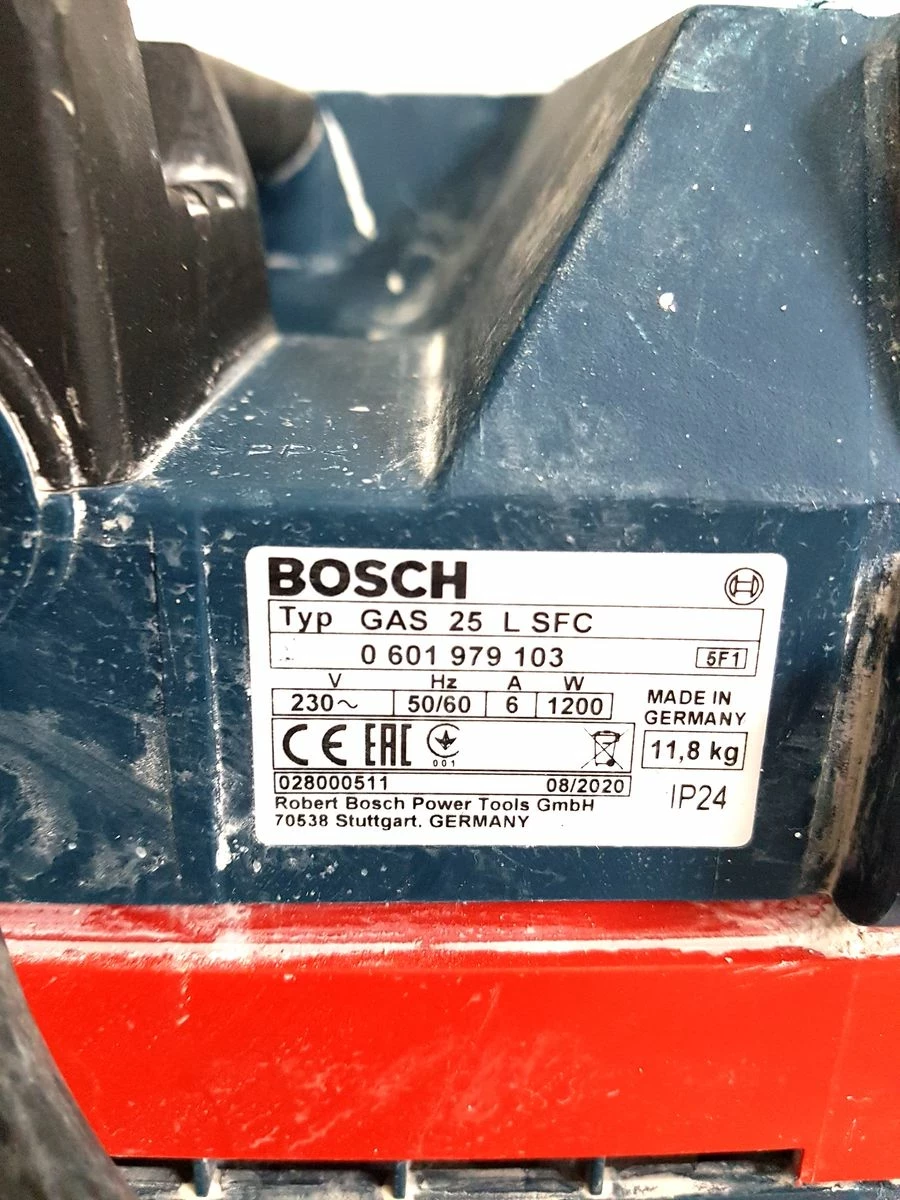 BOSCH
Typ GAS 25 L SFC
0 601 979 103 5F1
V Hz A W
230~ 50/60 6 1200
MADE IN
GERMANY
CE EAC 001
11,8 kg
028000511 08/2020
IP24
Robert Bosch Power Tools GmbH
70538 Stuttgart. GERMANY